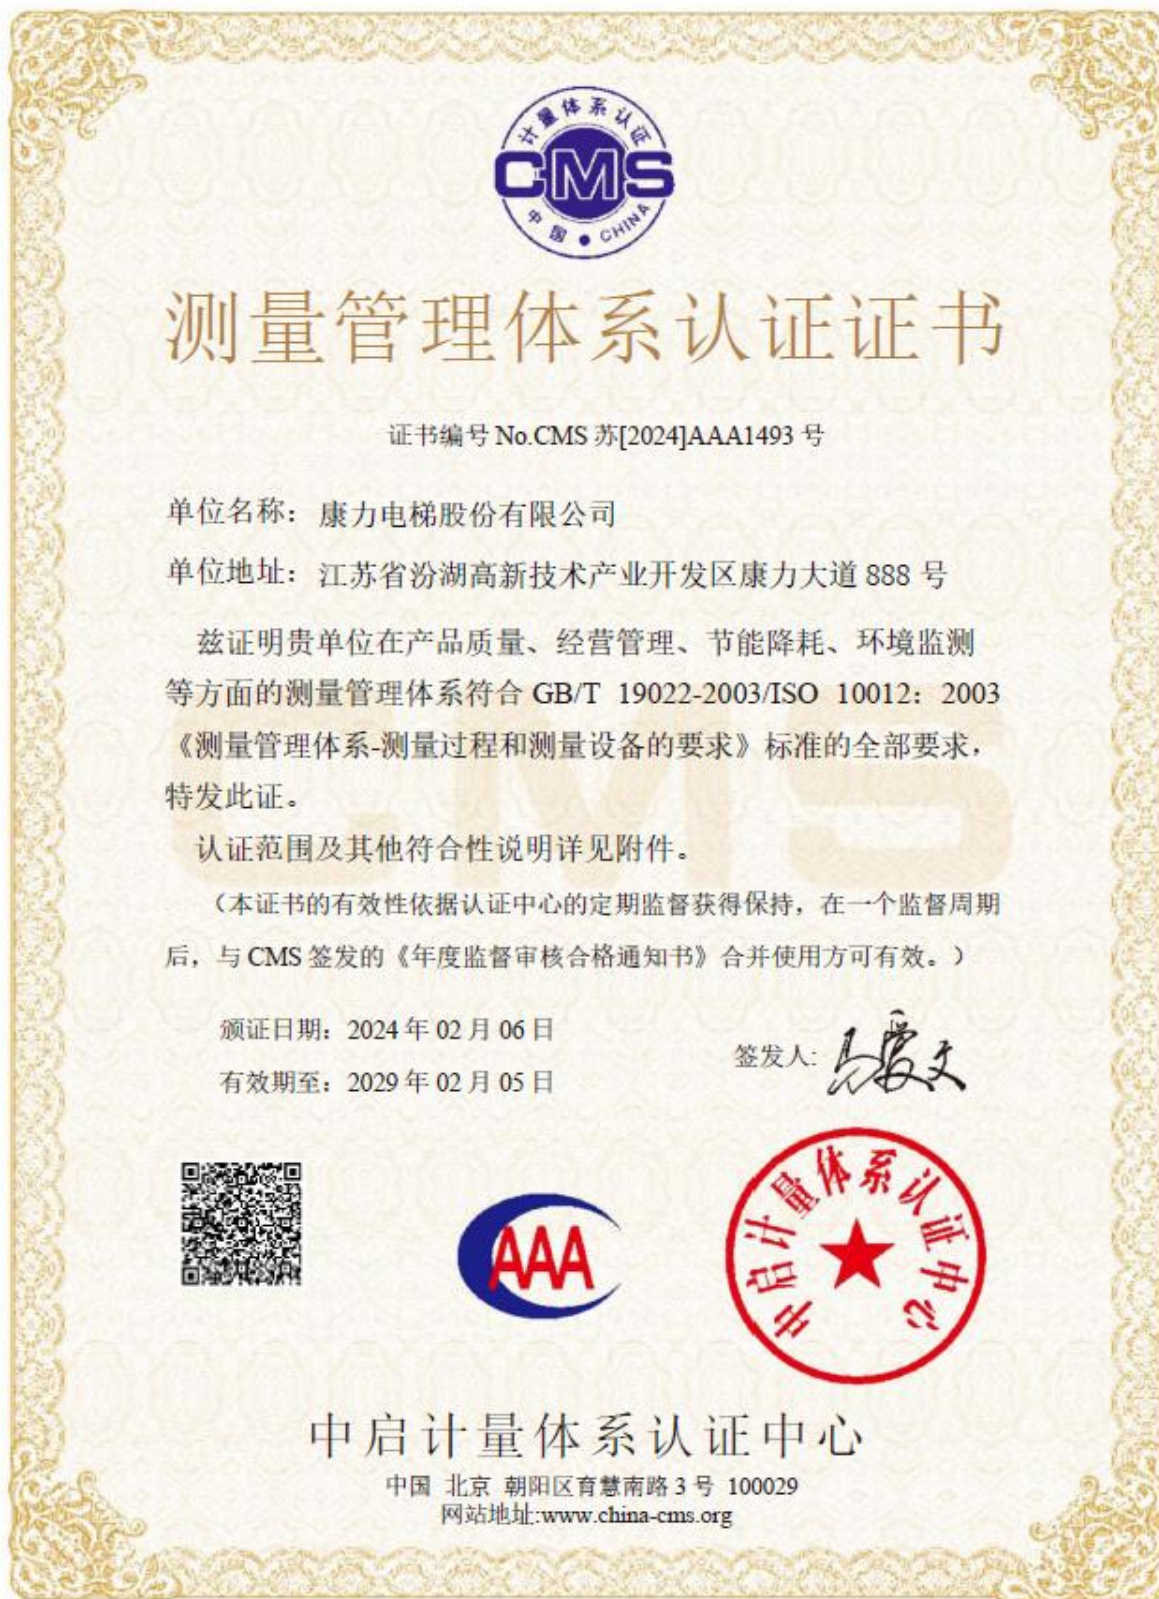 计量体系认证
CMS
中国 CHINA
测量管理体系认证证书
证书编号 No.CMS 苏[2024]AAA1493 号
单位名称：康力电梯股份有限公司
单位地址：江苏省汾湖高新技术产业开发区康力大道 888 号
兹证明贵单位在产品质量、经营管理、节能降耗、环境监测
等方面的测量管理体系符合 GB/T 19022-2003/ISO 10012：2003
《测量管理体系-测量过程和测量设备的要求》标准的全部要求，
特发此证。
认证范围及其他符合性说明详见附件。
（本证书的有效性依据认证中心的定期监督获得保持，在一个监督周期
后，与 CMS 签发的《年度监督审核合格通知书》合并使用方可有效。）
颁证日期：2024 年 02 月 06 日
签发人: 马爱文
有效期至：2029 年 02 月 05 日
AAA
中启计量体系认证中心
中启计量体系认证中心
中国 北京 朝阳区育慧南路 3 号 100029
网站地址:www.china-cms.org
CMS